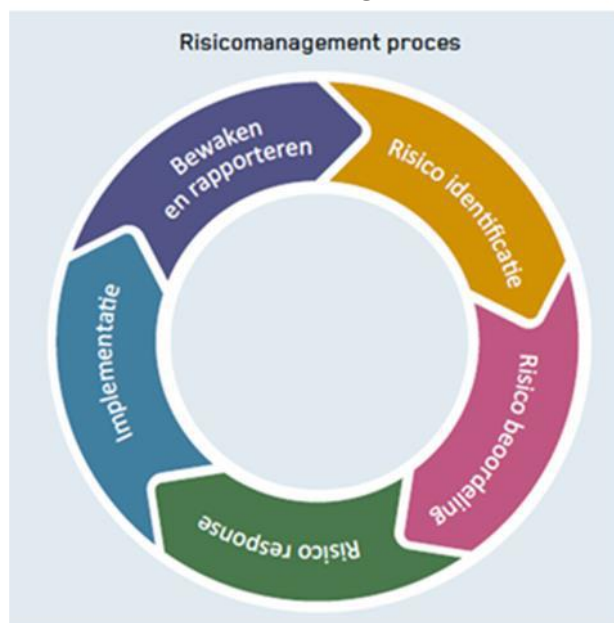 Risicomanagement proces
Bewaken
en rapporteren
Risico identificatie
Risico beoordeling
Risico response
Implementatie